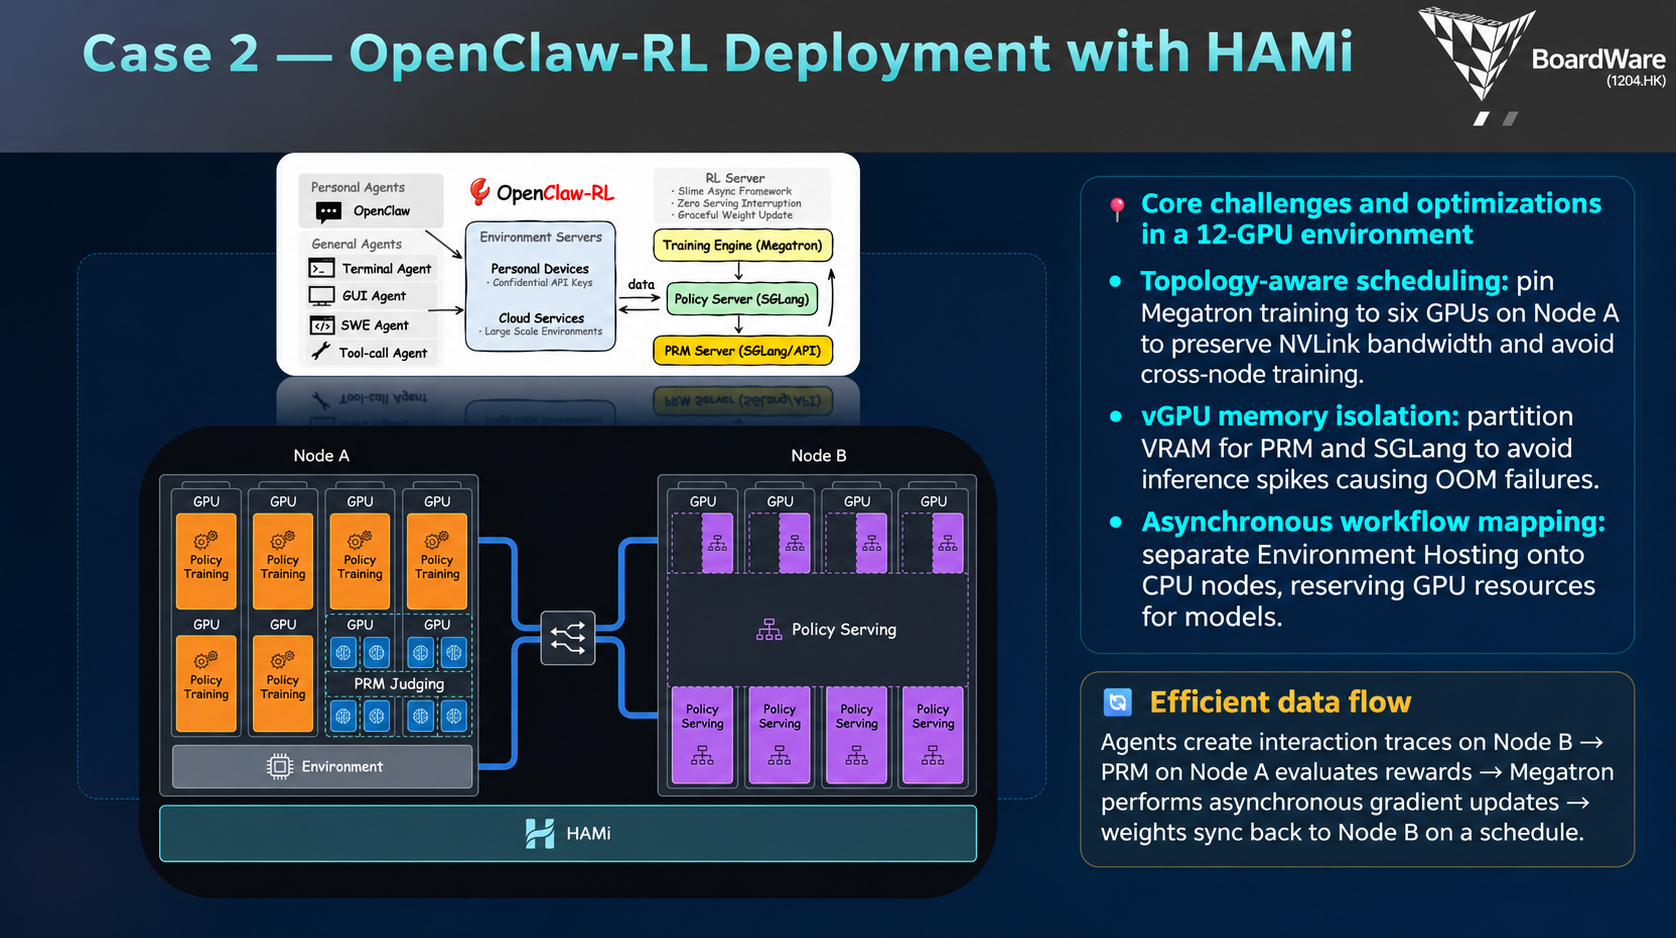 Case 2 — OpenClaw-RL Deployment with HAMi
BoardWare
(1204.HK)
Personal Agents
OpenClaw
General Agents
Terminal Agent
GUI Agent
SWE Agent
Tool-call Agent
OpenClaw-RL
Environment Servers
Personal Devices
· Confidential API Keys
Cloud Services
· Large Scale Environments
data
RL Server
· Slime Async Framework
· Zero Serving Interruption
· Graceful Weight Update
Training Engine (Megatron)
Policy Server (SGLang)
PRM Server (SGLang/API)
Node A
GPU GPU GPU GPU
Policy Training
Policy Training
Policy Training
Policy Training
GPU GPU GPU GPU
Policy Training
Policy Training
PRM Judging
Environment
Node B
GPU GPU GPU GPU
Policy Serving
Policy Serving
Policy Serving
Policy Serving
Policy Serving
HAMi
📍 Core challenges and optimizations
in a 12-GPU environment
• Topology-aware scheduling: pin
Megatron training to six GPUs on Node A
to preserve NVLink bandwidth and avoid
cross-node training.
• vGPU memory isolation: partition
VRAM for PRM and SGLang to avoid
inference spikes causing OOM failures.
• Asynchronous workflow mapping:
separate Environment Hosting onto
CPU nodes, reserving GPU resources
for models.
🔄 Efficient data flow
Agents create interaction traces on Node B →
PRM on Node A evaluates rewards → Megatron
performs asynchronous gradient updates →
weights sync back to Node B on a schedule.